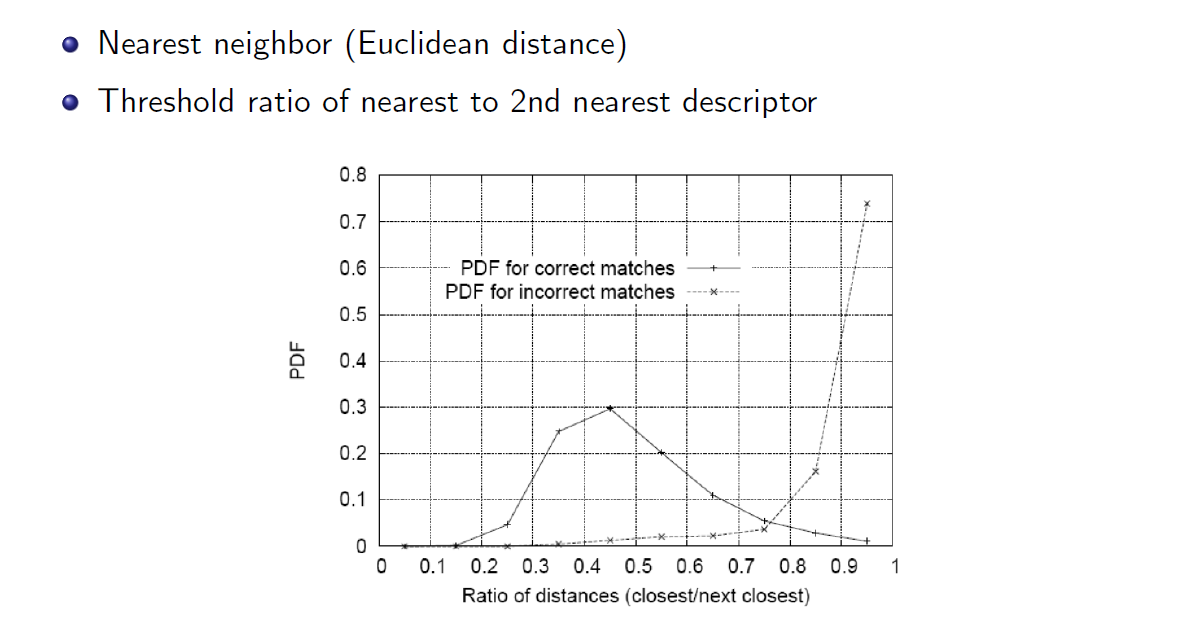 Nearest neighbor (Euclidean distance)
Threshold ratio of nearest to 2nd nearest descriptor
0.8
0.7
0.6
PDF for correct matches
PDF for incorrect matches
0.5
PDF
0.4
0.3
0.2
0.1
0
0 0.1 0.2 0.3 0.4 0.5 0.6 0.7 0.8 0.9 1
Ratio of distances (closest/next closest)